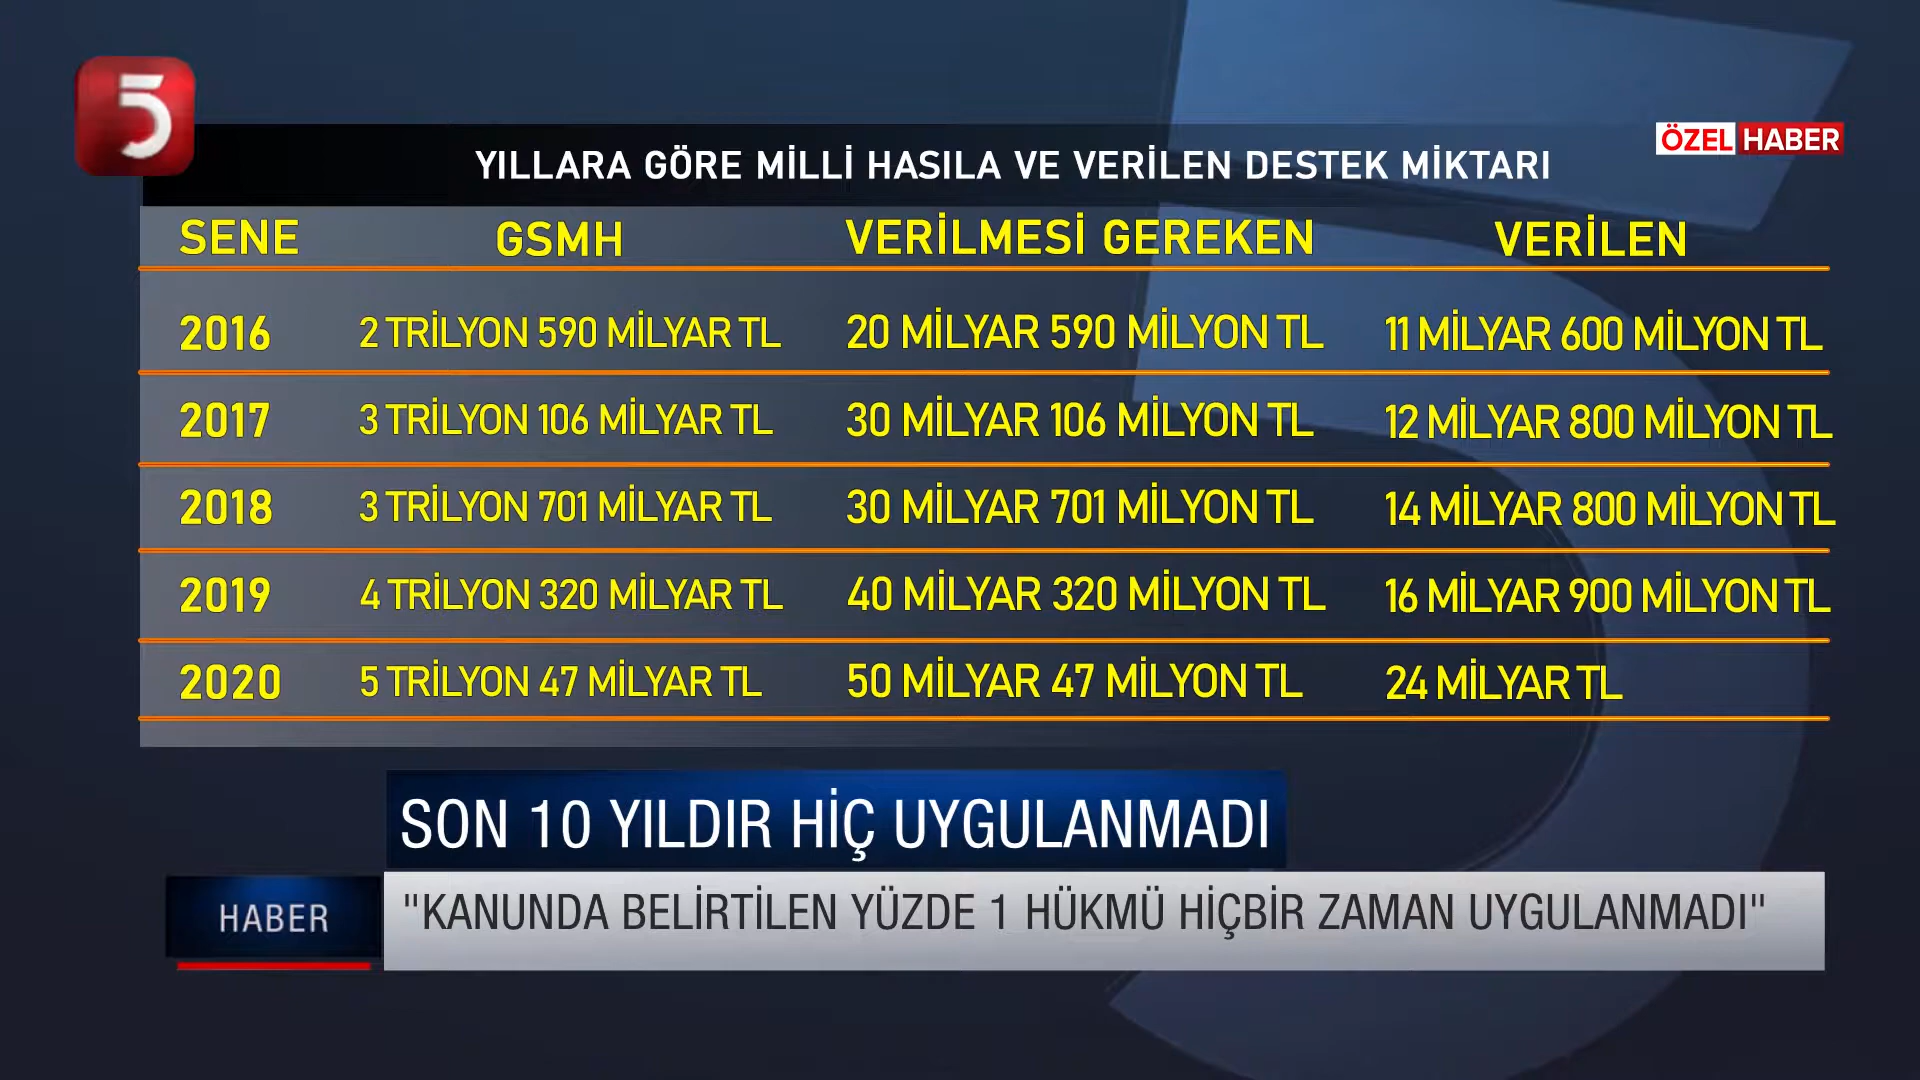 5
ÖZEL HABER
YILLARA GÖRE MİLLİ HASILA VE VERİLEN DESTEK MİKTARI
SENE GSMH VERİLMESİ GEREKEN VERİLEN
2016 2 TRİLYON 590 MİLYAR TL 20 MİLYAR 590 MİLYON TL 11 MİLYAR 600 MİLYON TL
2017 3 TRİLYON 106 MİLYAR TL 30 MİLYAR 106 MİLYON TL 12 MİLYAR 800 MİLYON TL
2018 3 TRİLYON 701 MİLYAR TL 30 MİLYAR 701 MİLYON TL 14 MİLYAR 800 MİLYON TL
2019 4 TRİLYON 320 MİLYAR TL 40 MİLYAR 320 MİLYON TL 16 MİLYAR 900 MİLYON TL
2020 5 TRİLYON 47 MİLYAR TL 50 MİLYAR 47 MİLYON TL 24 MİLYAR TL
SON 10 YILDIR HİÇ UYGULANMADI
HABER
"KANUNDA BELİRTİLEN YÜZDE 1 HÜKMÜ HİÇBİR ZAMAN UYGULANMADI"